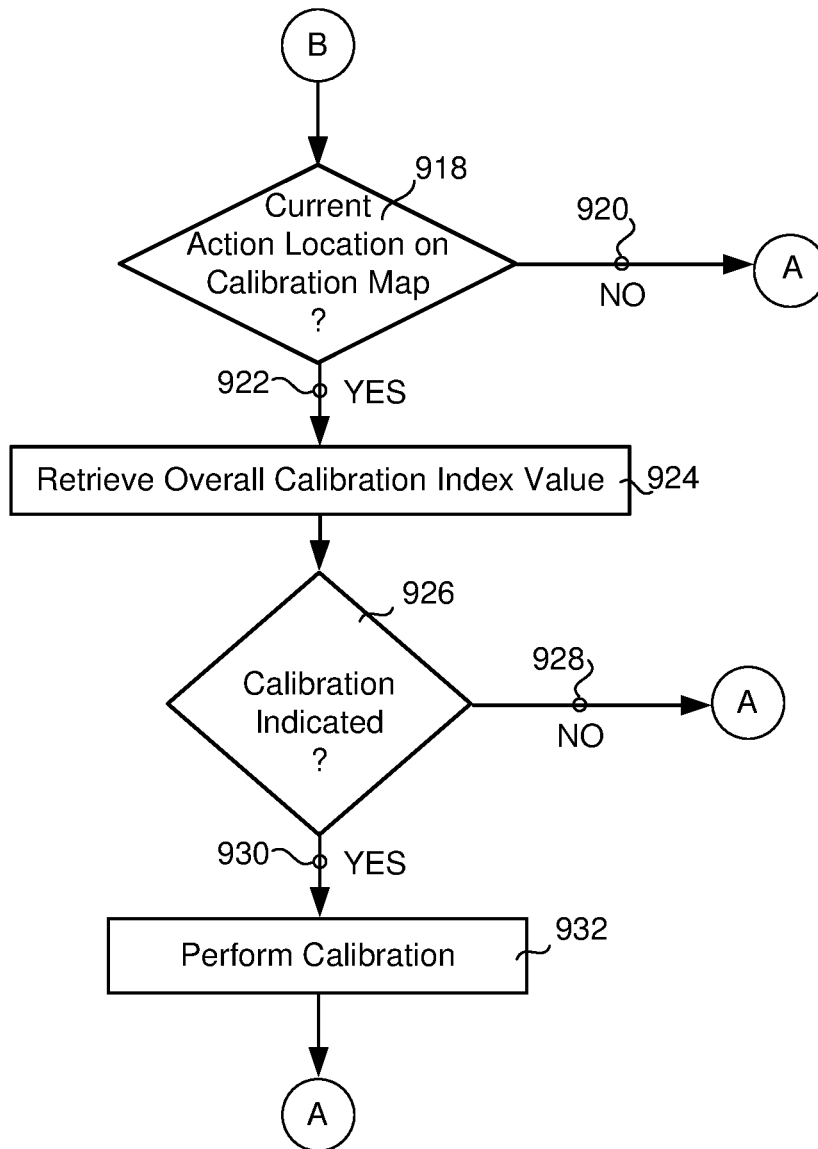 B
918
Current
Action Location on
Calibration Map
?
920
NO
A
922
YES
Retrieve Overall Calibration Index Value
924
926
Calibration
Indicated
?
928
NO
A
930
YES
Perform Calibration
932
A